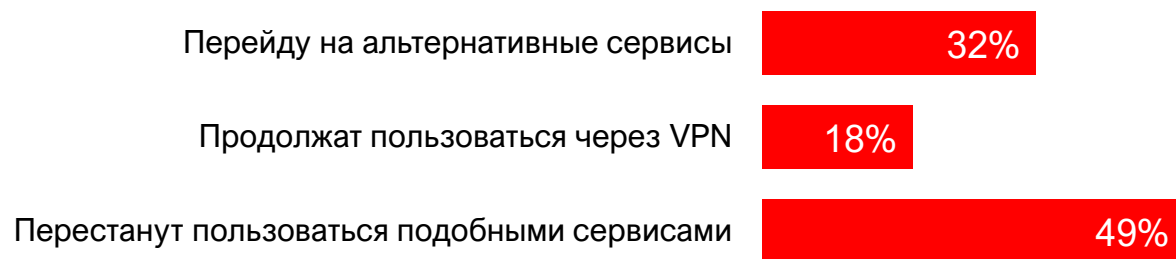 Перейду на альтернативные сервисы 32%
Продолжат пользоваться через VPN 18%
Перестанут пользоваться подобными сервисами 49%